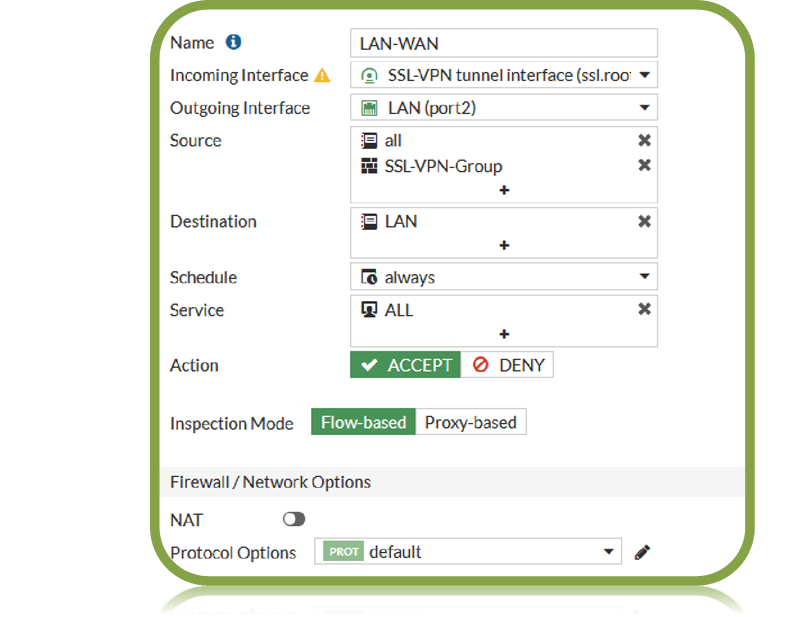 Name LAN-WAN
Incoming Interface SSL-VPN tunnel interface (ssl.roo
Outgoing Interface LAN (port2)
Source all
SSL-VPN-Group
+
Destination LAN
+
Schedule always
Service ALL
+
Action ACCEPT DENY
Inspection Mode Flow-based Proxy-based
Firewall / Network Options
NAT
Protocol Options PROT default